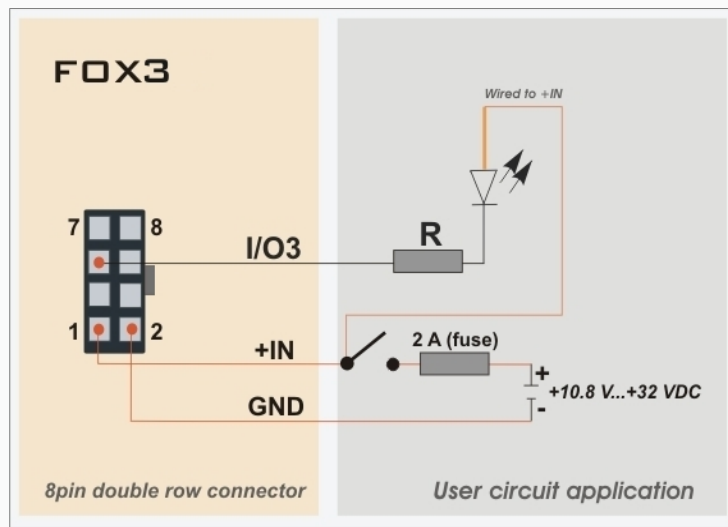 FOX3
Wired to +IN
7 8
R
I/O3
1 2
2 A (fuse)
+IN
+
+10.8 V...+32 VDC
-
GND
8pin double row connector
User circuit application